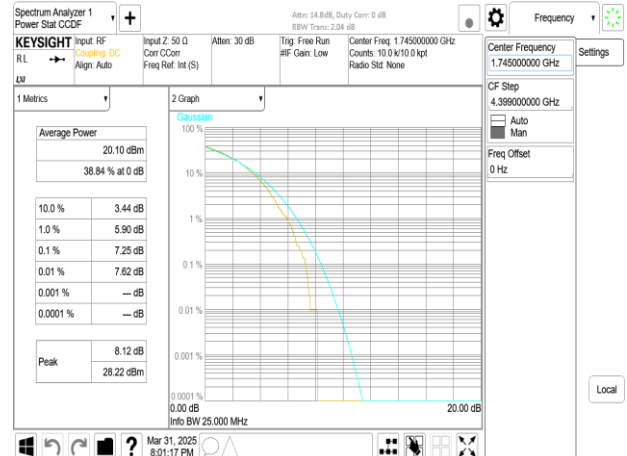 Spectrum Analyzer 1
Power Stat CCDF
Attn: 14.8dB, Duty Corr: 0 dB
RBW Trans: 2.04 dB
Frequency
KEYSIGHT
RL
LXI
Input: RF
Coupling: DC
Align: Auto
Input Z: 50 Ω
Corr CCorr
Freq Ref: Int (S)
Atten: 30 dB
Trig: Free Run
#IF Gain: Low
Center Freq: 1.745000000 GHz
Counts: 10.0 k/10.0 kpt
Radio Std: None
Center Frequency
1.745000000 GHz
Settings
CF Step
4.399000000 GHz
Auto
Man
Freq Offset
0 Hz
1 Metrics
Average Power
20.10 dBm
38.84 % at 0 dB
10.0 % 3.44 dB
1.0 % 5.90 dB
0.1 % 7.25 dB
0.01 % 7.62 dB
0.001 % --- dB
0.0001 % --- dB
Peak
8.12 dB
28.22 dBm
2 Graph
Gaussian
100 %
10 %
1 %
0.1 %
0.01 %
0.001 %
0.0001 %
0.00 dB 20.00 dB
Info BW 25.000 MHz
Local
?
Mar 31, 2025
8:01:17 PM